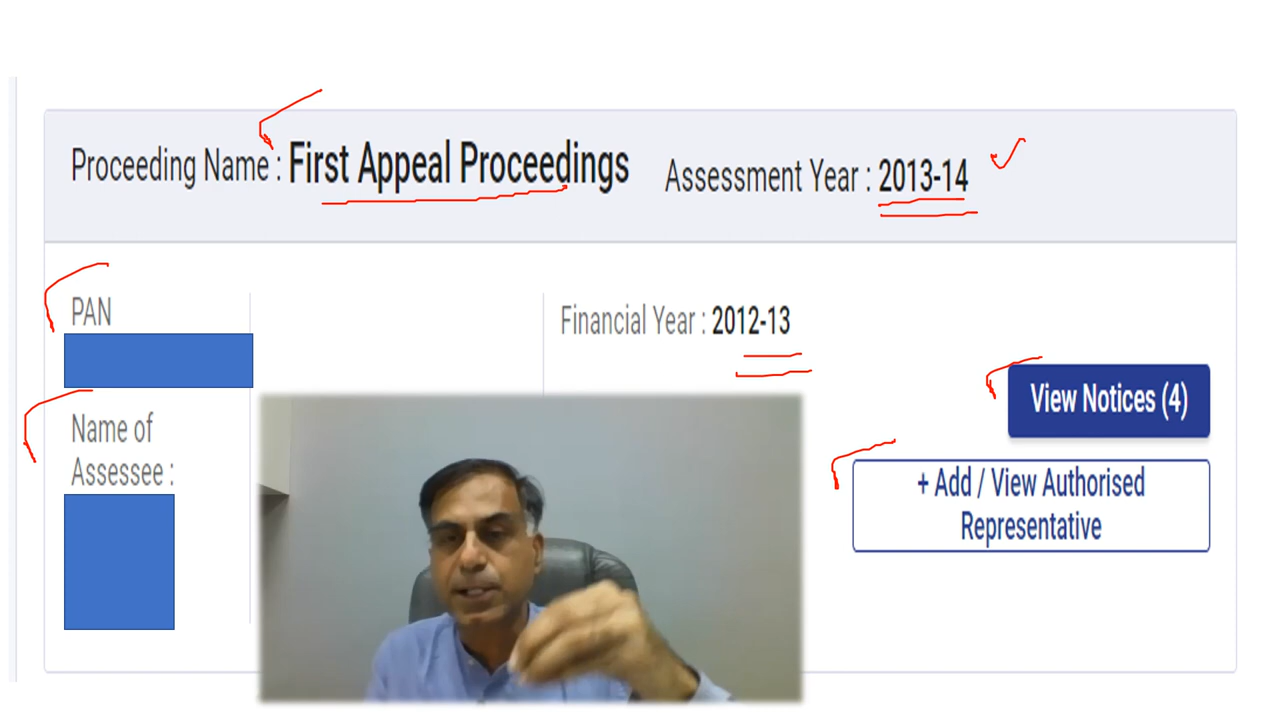 Proceeding Name : First Appeal Proceedings
Assessment Year : 2013-14
PAN
Financial Year : 2012-13
View Notices (4)
Name of
Assessee :
+ Add / View Authorised
Representative